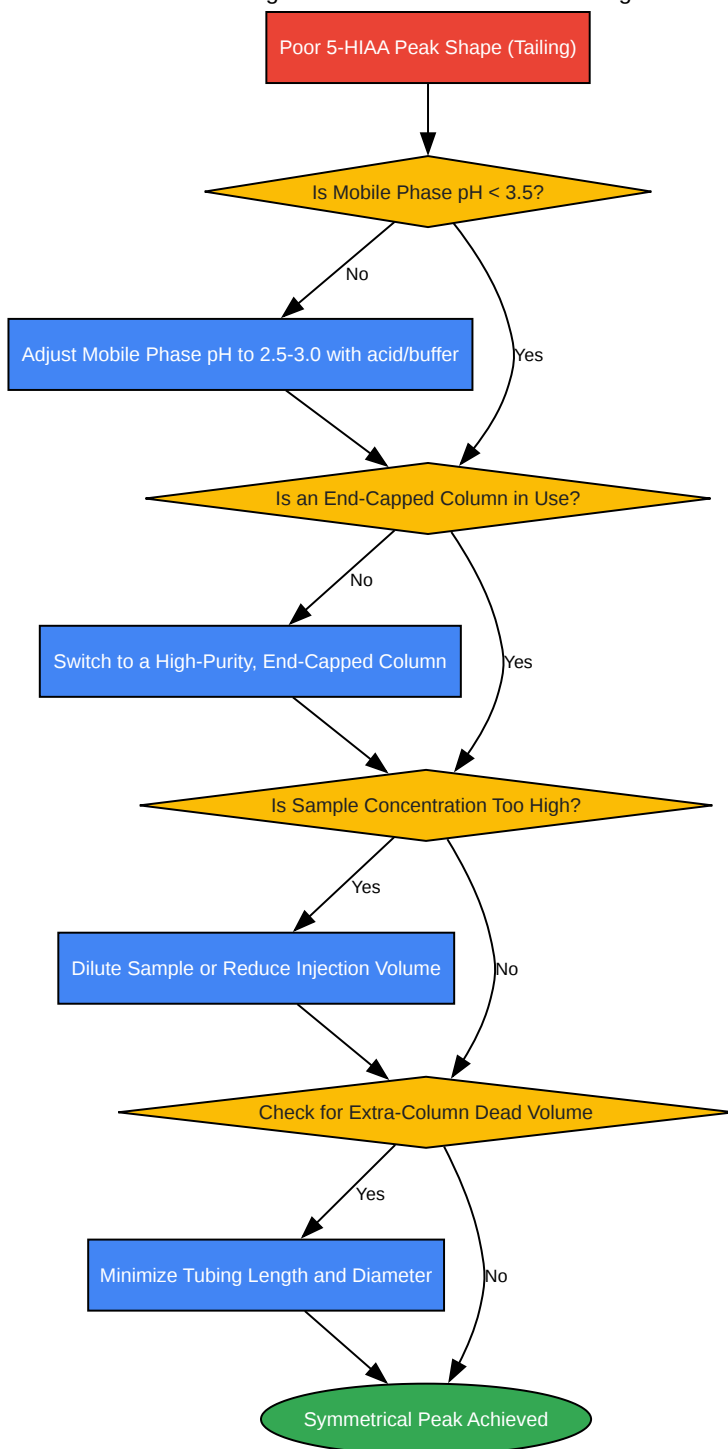 Poor 5-HIAA Peak Shape (Tailing)
Is Mobile Phase pH < 3.5?
No
Adjust Mobile Phase pH to 2.5-3.0 with acid/buffer
Yes
Is an End-Capped Column in Use?
No
Switch to a High-Purity, End-Capped Column
Yes
Is Sample Concentration Too High?
Yes
Dilute Sample or Reduce Injection Volume
No
Check for Extra-Column Dead Volume
Yes
Minimize Tubing Length and Diameter
No
Symmetrical Peak Achieved